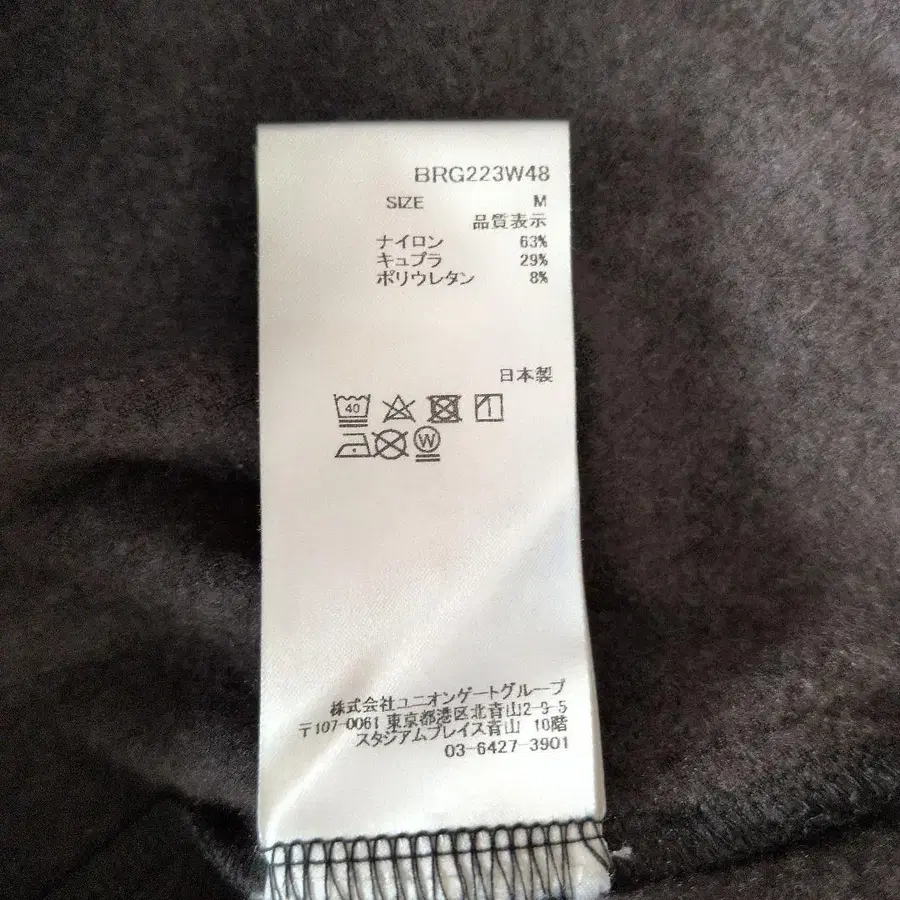 BRG223W48
SIZE M
品質表示
ナイロン 63%
キュプラ 29%
ポリウレタン 8%
日本製
40
W
株式会社ユニオンゲートグループ
〒107-0061 東京都港区北青山2-9-5
スタジアムプレイス青山 10階
03-6427-3901